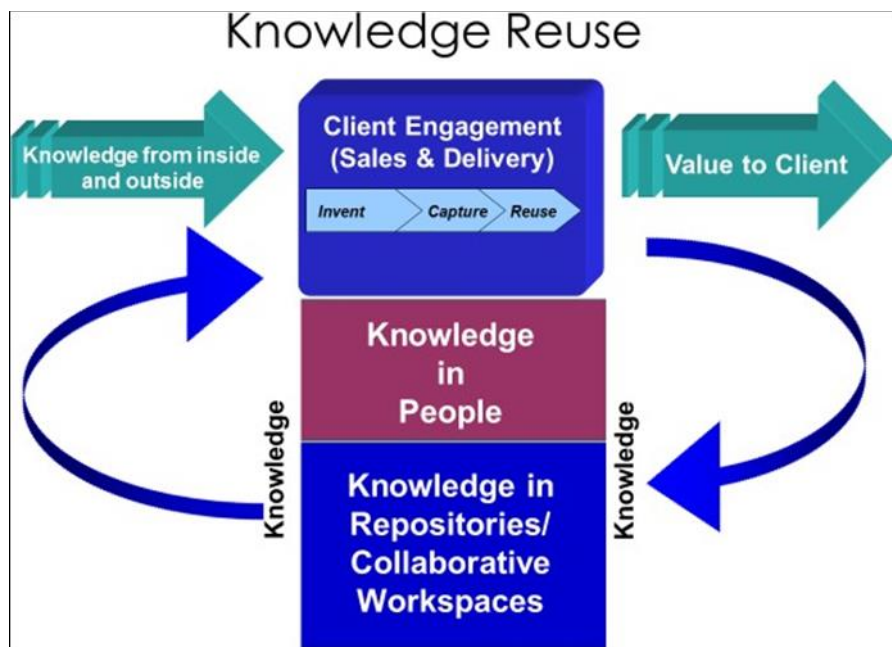 Knowledge Reuse
Knowledge from inside
and outside
Client Engagement
(Sales & Delivery)
Invent
Capture
Reuse
Value to Client
Knowledge
in
People
Knowledge
Knowledge
Knowledge in
Repositories/
Collaborative
Workspaces